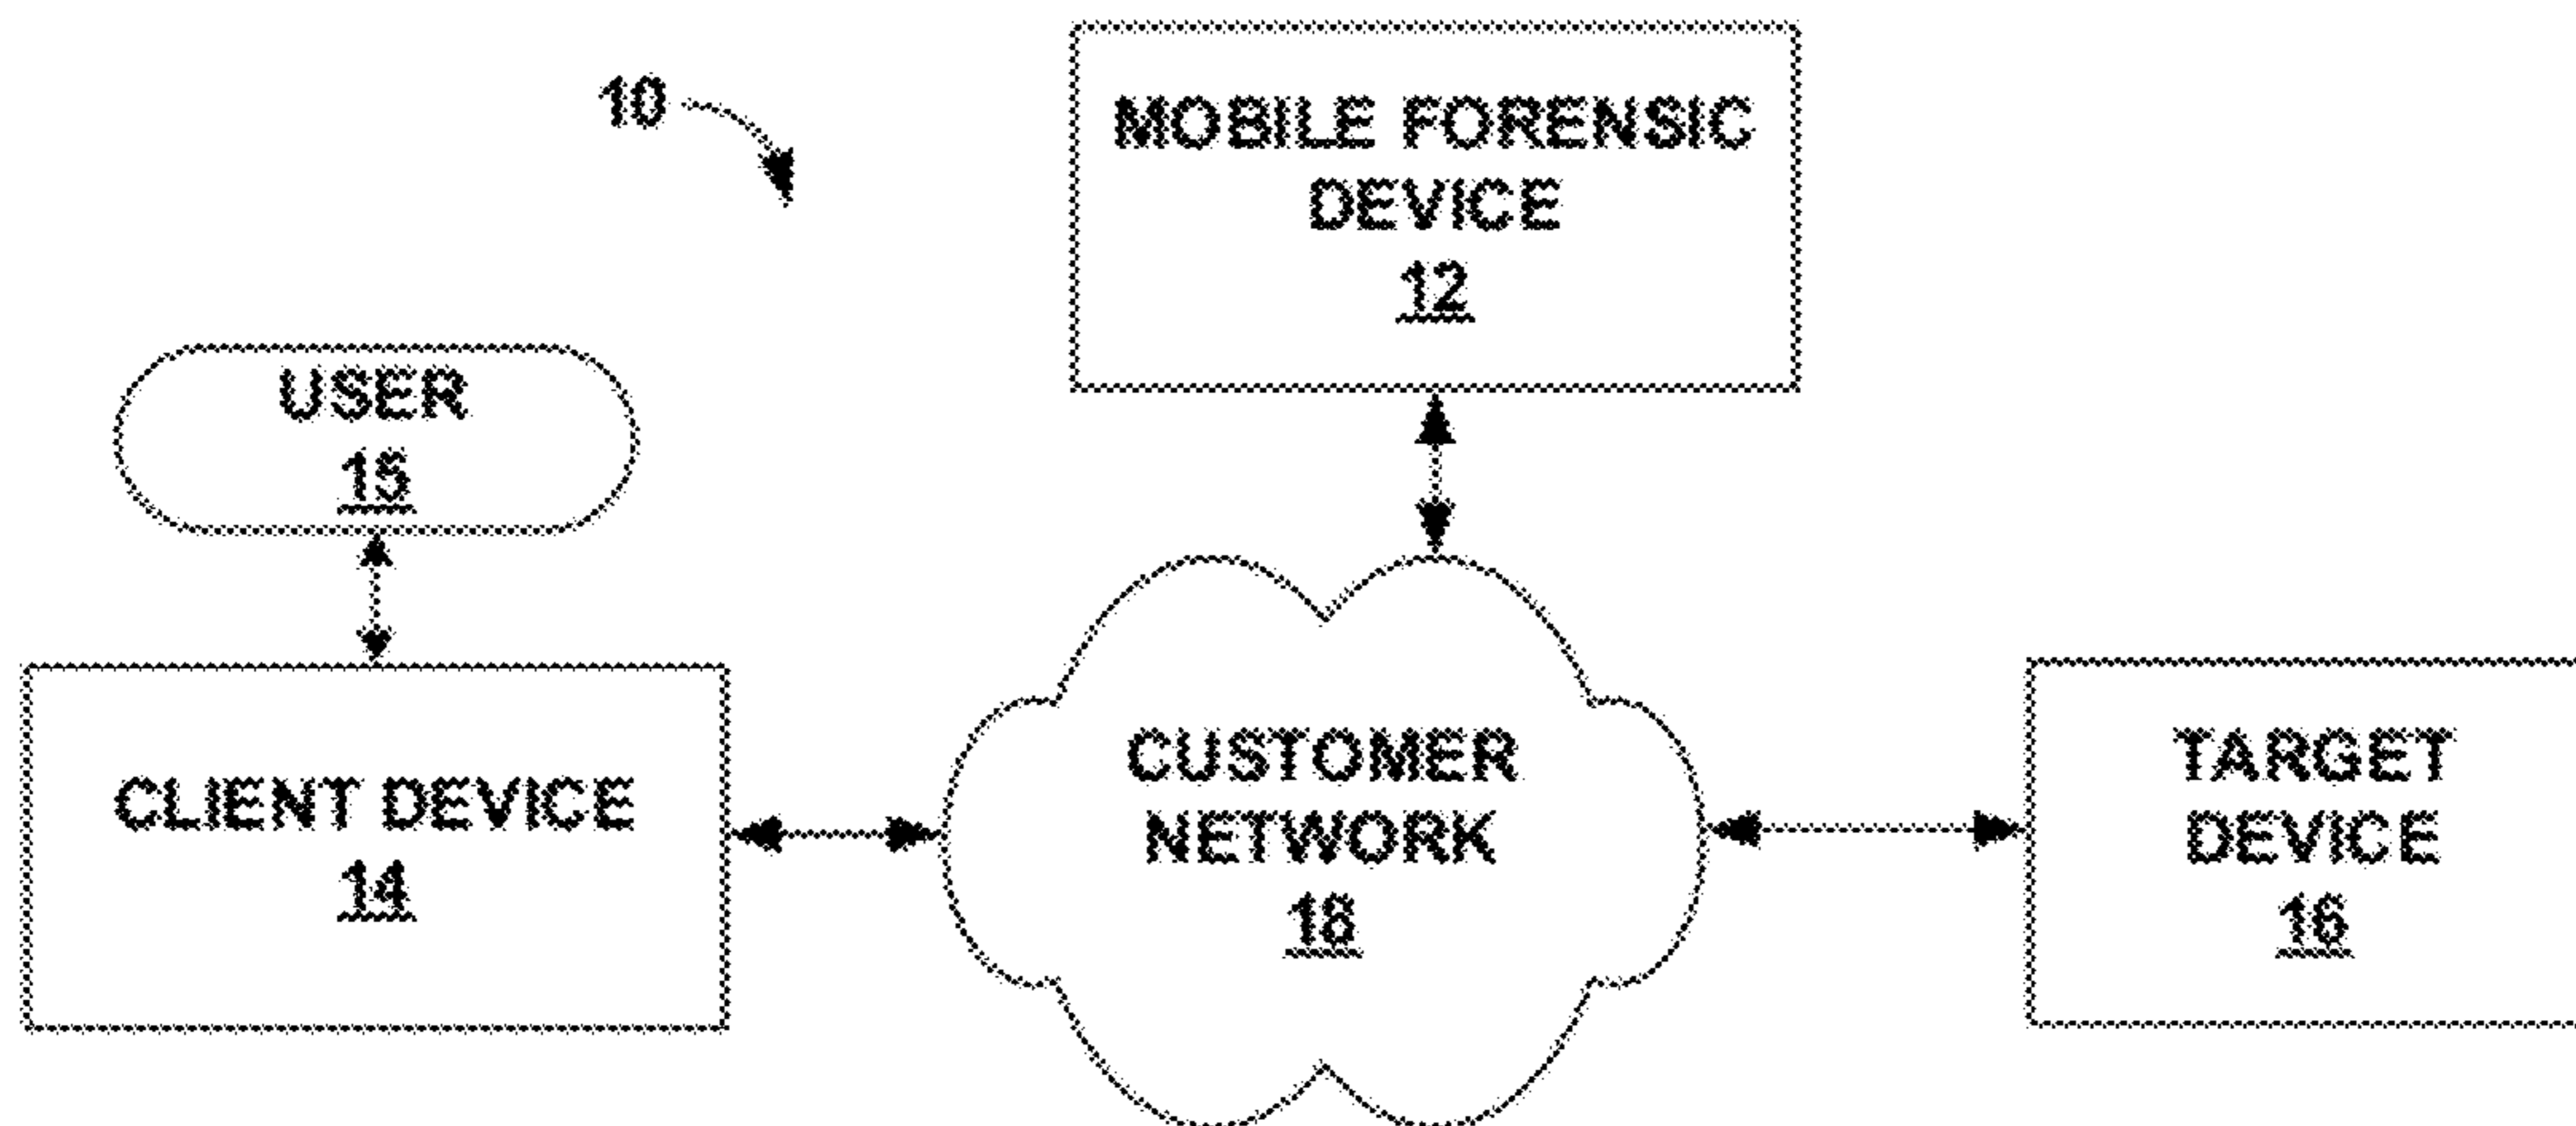 10
MOBILE FORENSIC
DEVICE
12
USER
15
CLIENT DEVICE
14
CUSTOMER
NETWORK
18
TARGET
DEVICE
16